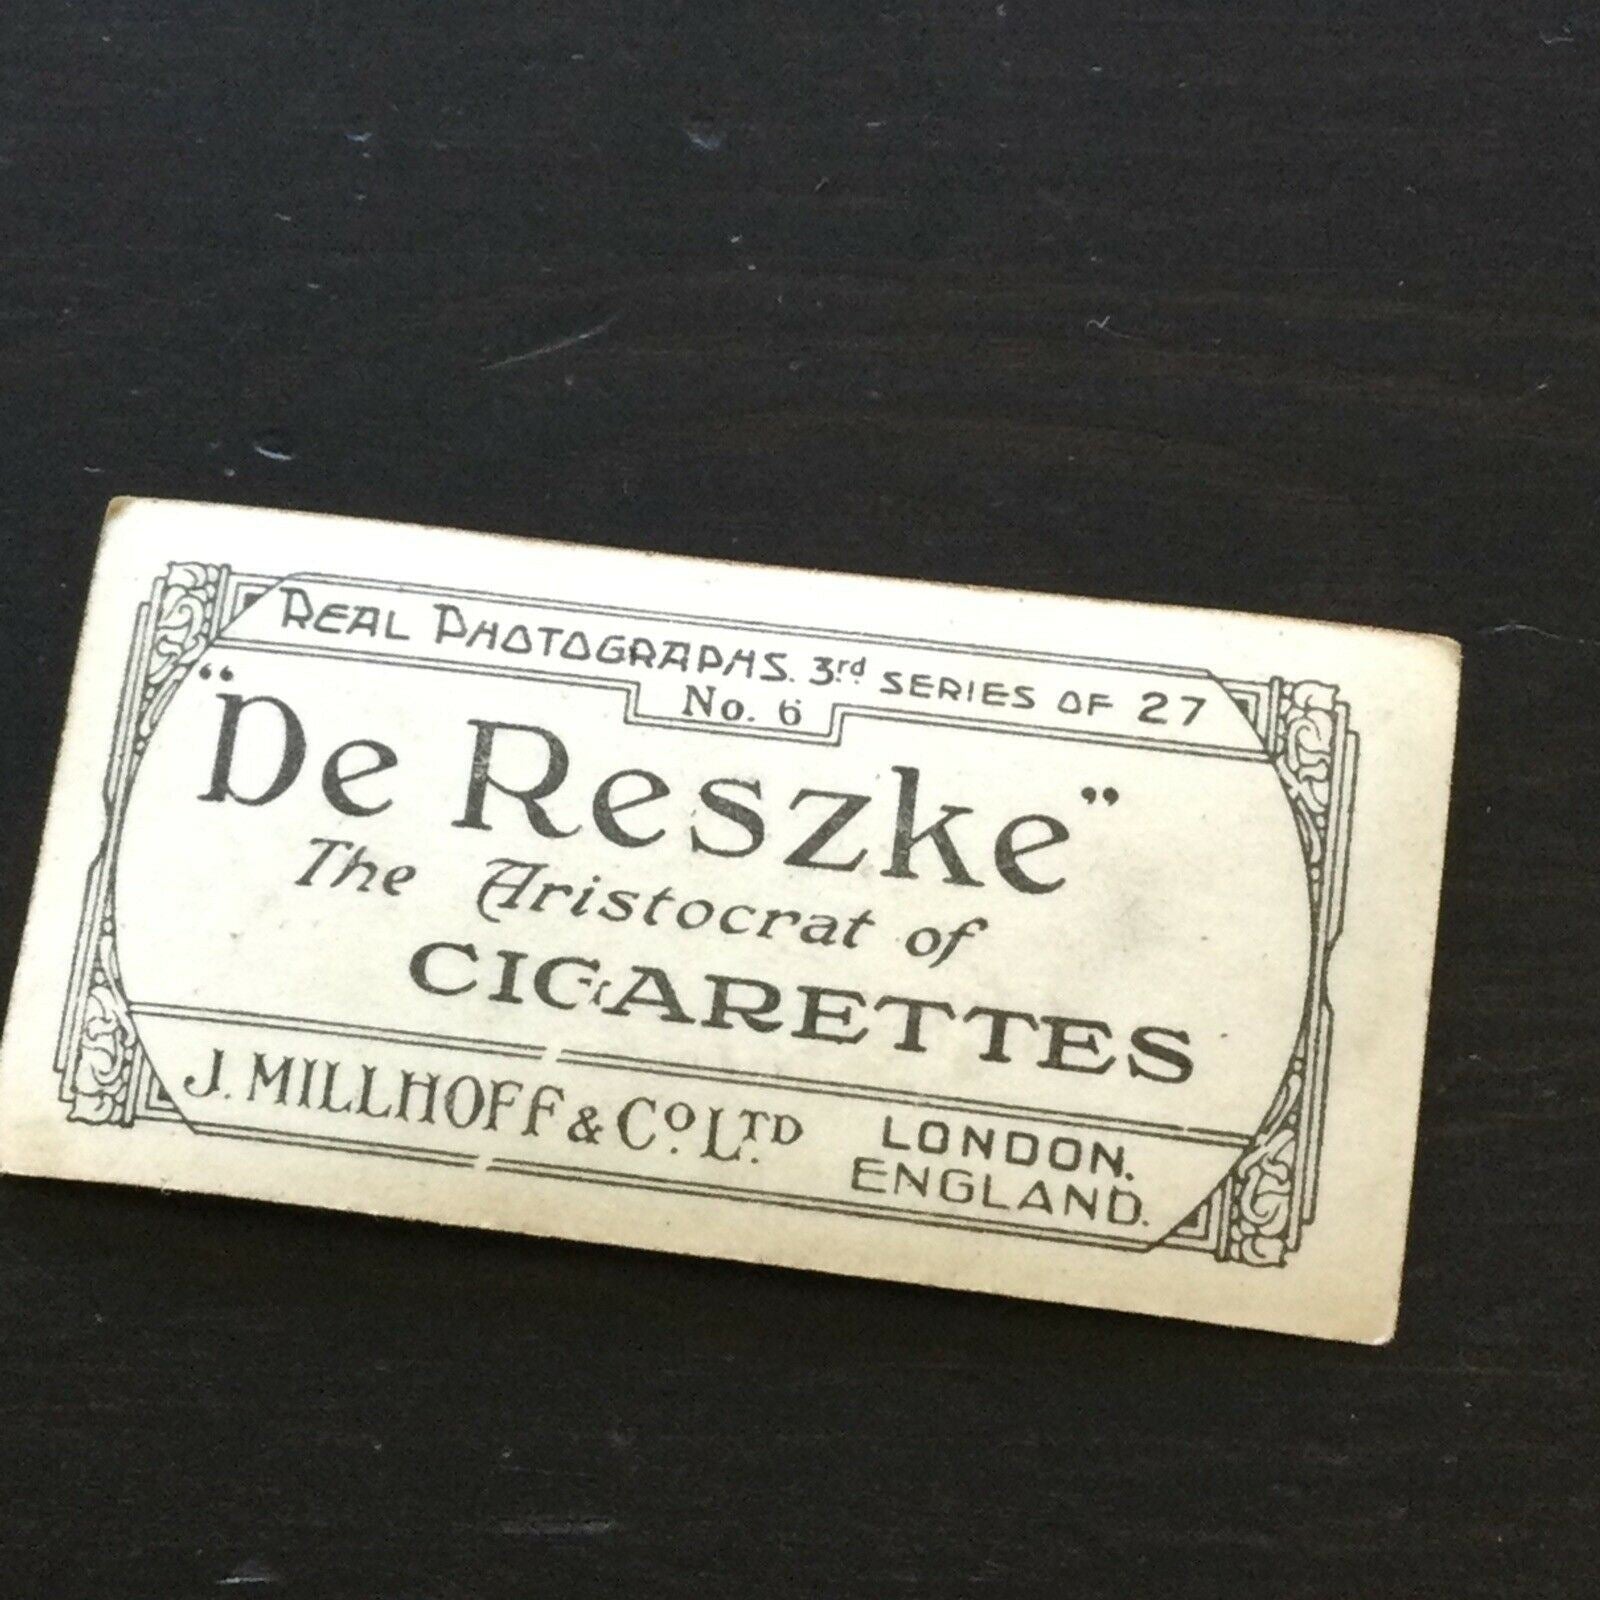 REAL PHOTOGRAPHS. 3rd SERIES OF 27
No. 6
"De Reszke"
The Aristocrat of
CIGARETTES
J. MILLHOFF & Co. LTD LONDON.
ENGLAND.